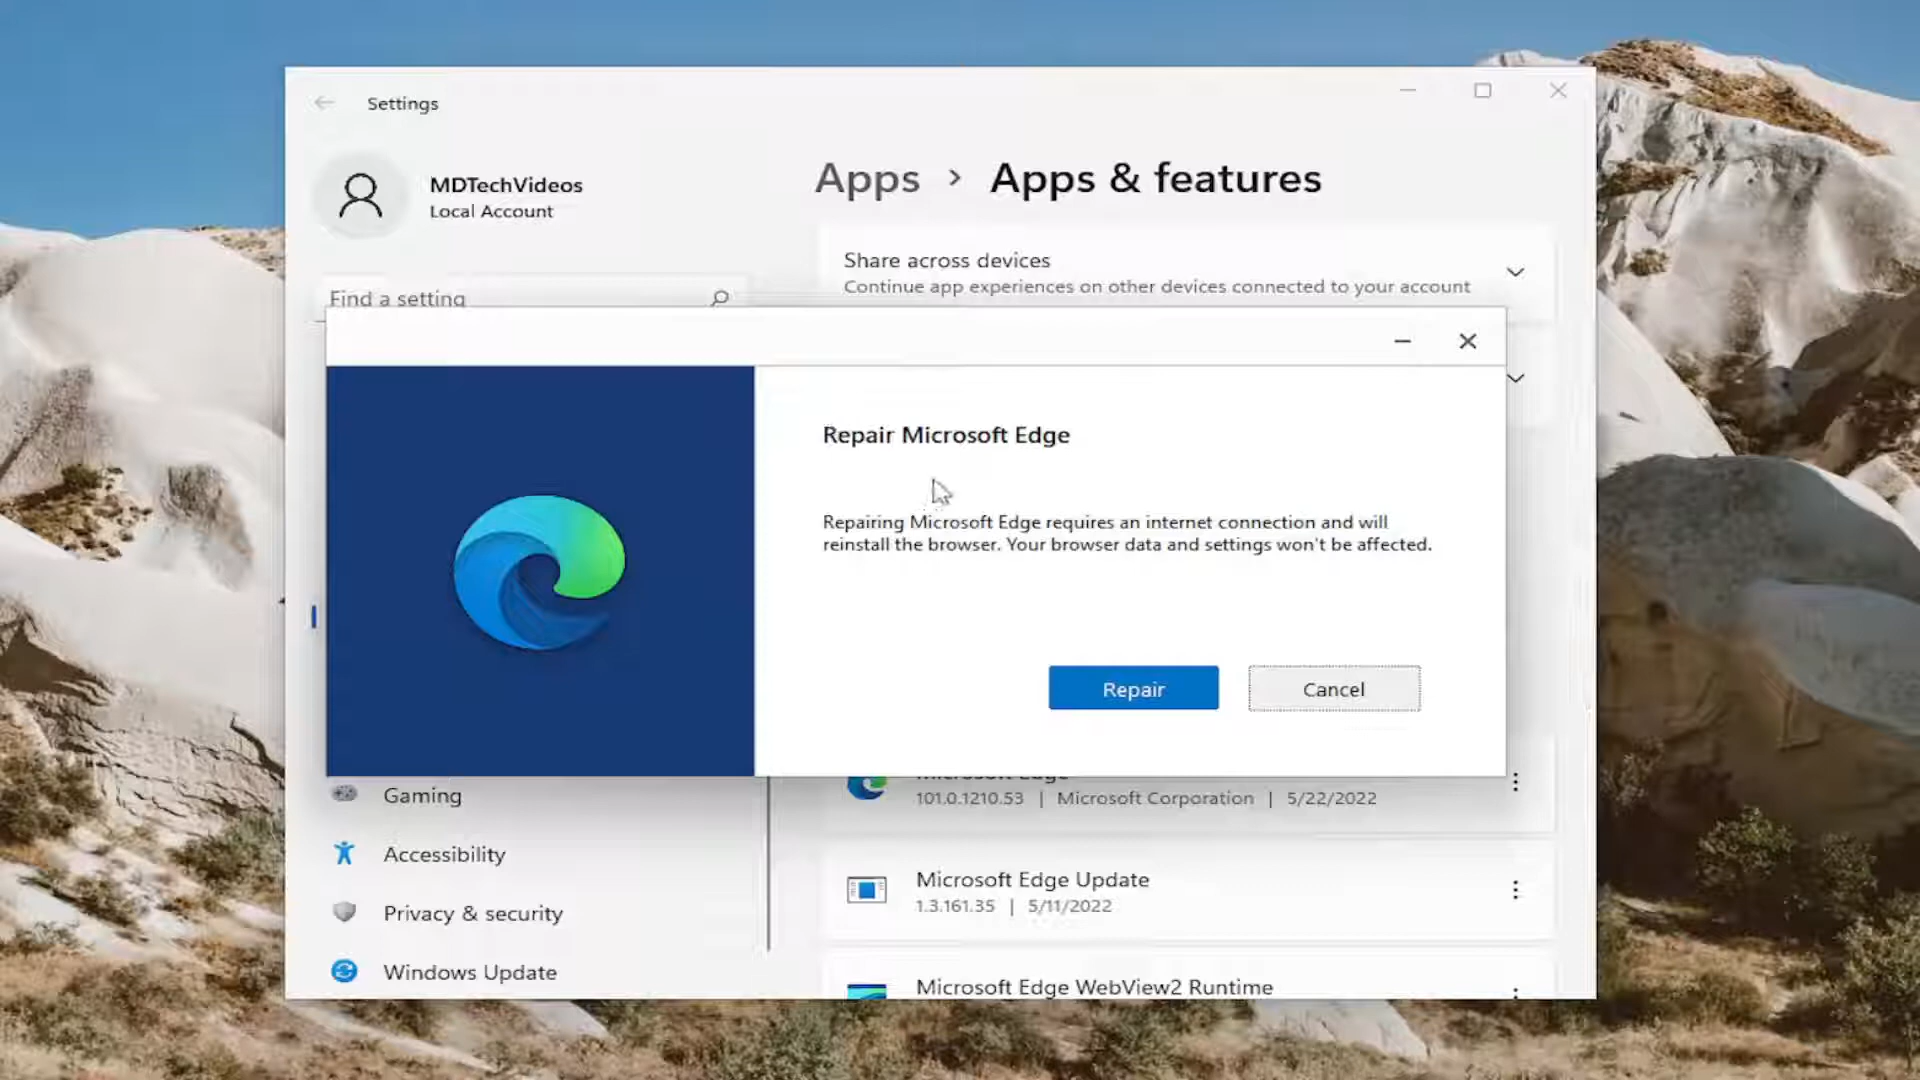 Settings
MDTechVideos
Local Account
Find a setting
Apps > Apps & features
Share across devices
Continue app experiences on other devices connected to your account
Repair Microsoft Edge
Repairing Microsoft Edge requires an internet connection and will
reinstall the browser. Your browser data and settings won't be affected.
Repair
Cancel
Microsoft Edge
101.0.1210.53 | Microsoft Corporation | 5/22/2022
Gaming
Accessibility
Microsoft Edge Update
1.3.161.35 | 5/11/2022
Privacy & security
Windows Update
Microsoft Edge WebView2 Runtime